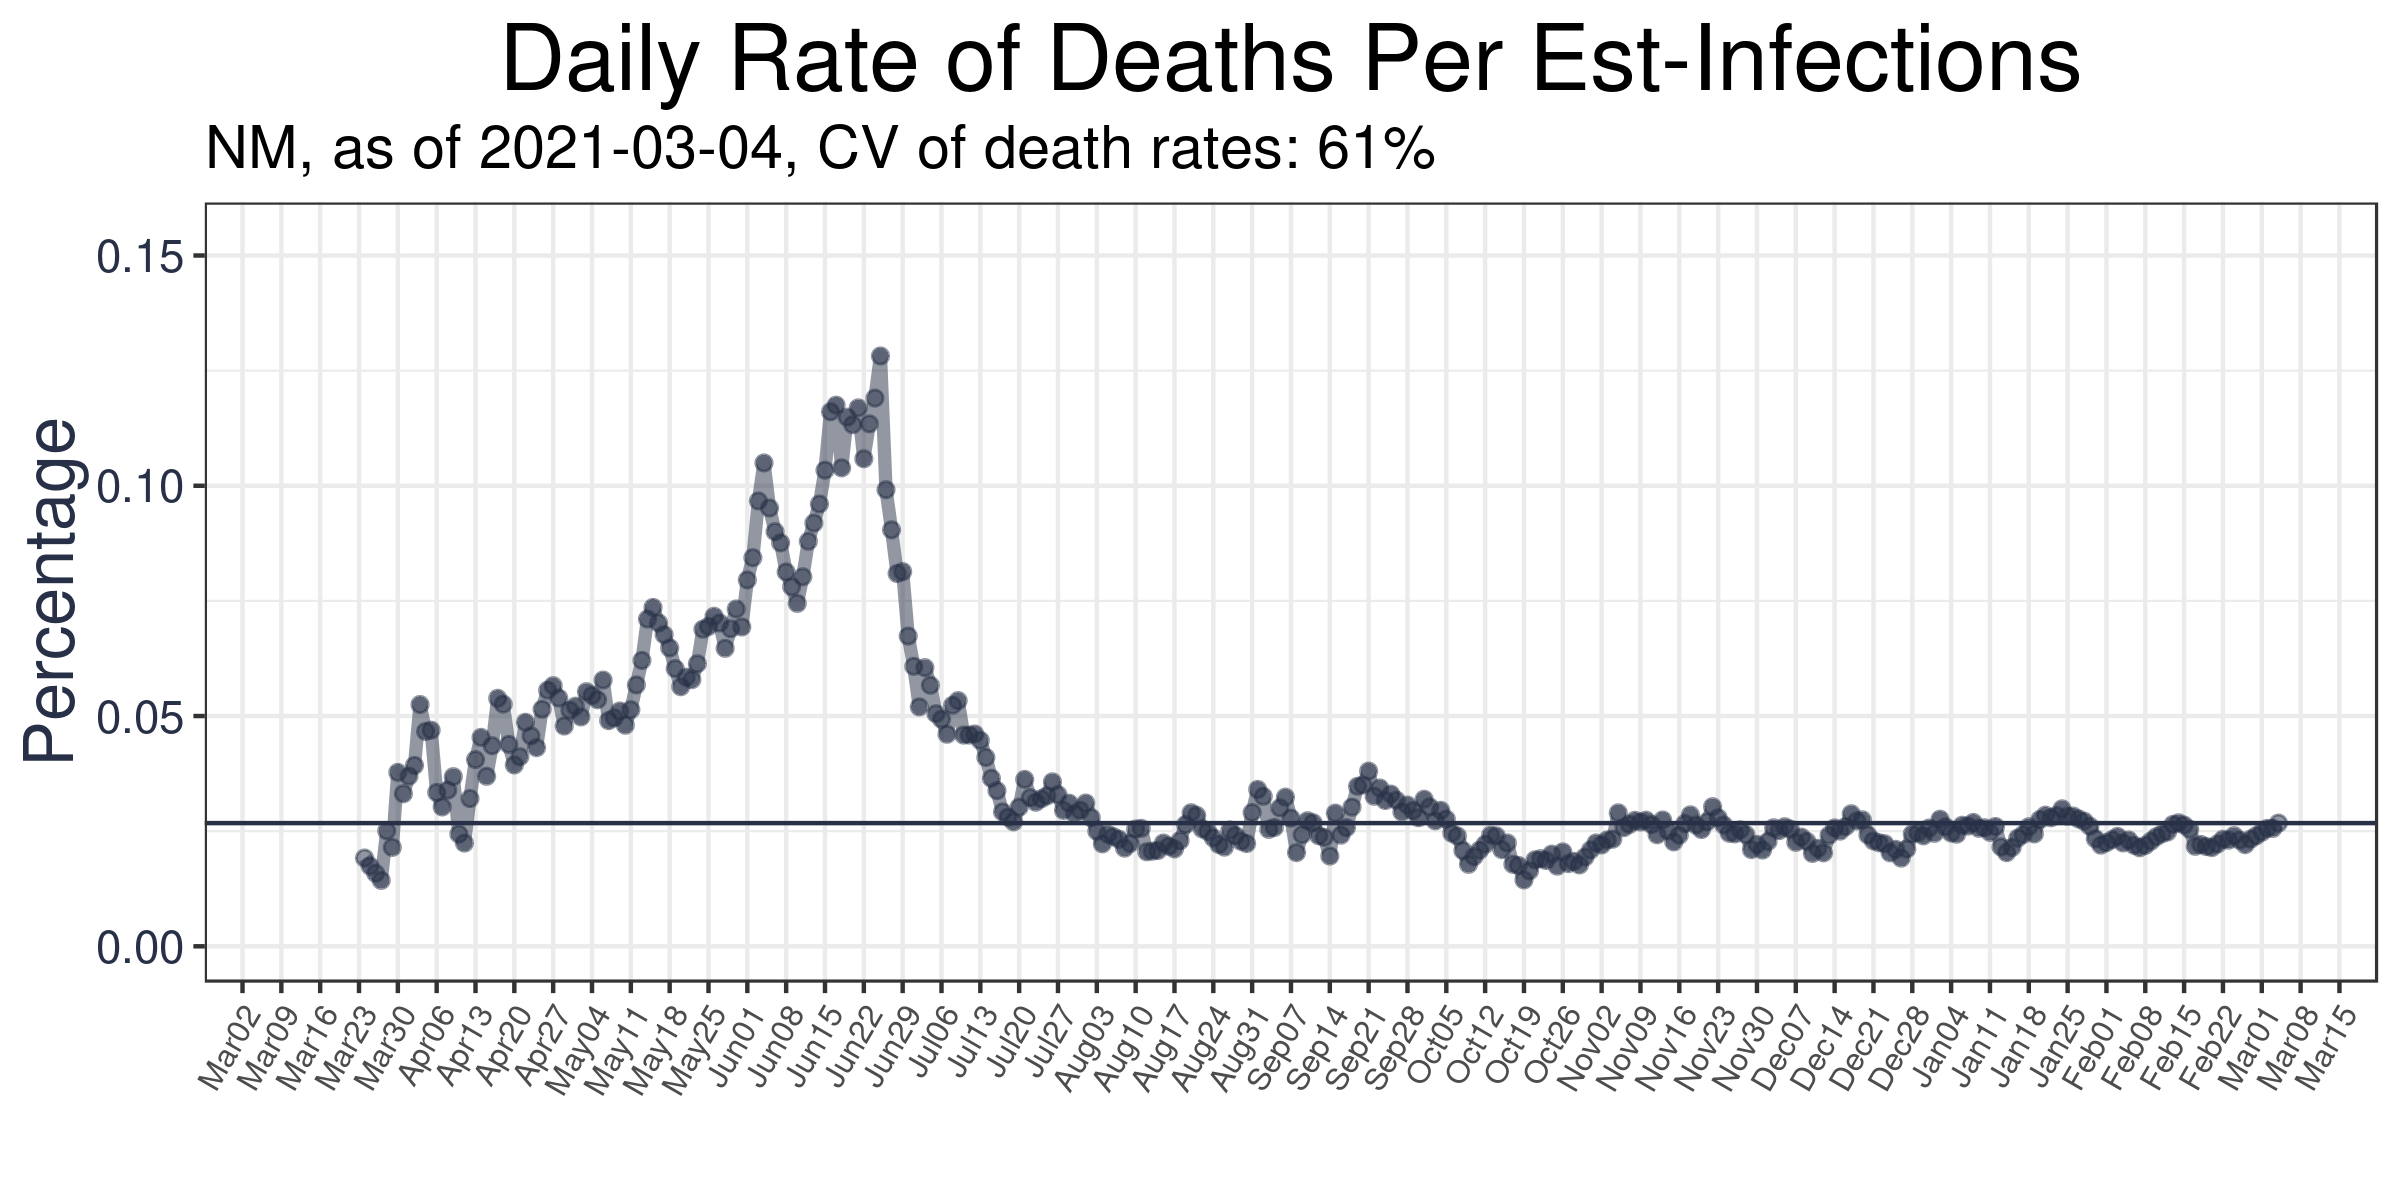 Daily Rate of Deaths Per Est-Infections
NM, as of 2021-03-04, CV of death rates: 61%
Percentage
0.15
0.10
0.05
0.00
Mar02
Mar09
Mar16
Mar23
Mar30
Apr06
Apr13
Apr20
Apr27
May04
May11
May18
May25
Jun01
Jun08
Jun15
Jun22
Jun29
Jul06
Jul13
Jul20
Jul27
Aug03
Aug10
Aug17
Aug24
Aug31
Sep07
Sep14
Sep21
Sep28
Oct05
Oct12
Oct19
Oct26
Nov02
Nov09
Nov16
Nov23
Nov30
Dec07
Dec14
Dec21
Dec28
Jan04
Jan11
Jan18
Jan25
Feb01
Feb08
Feb15
Feb22
Mar01
Mar08
Mar15